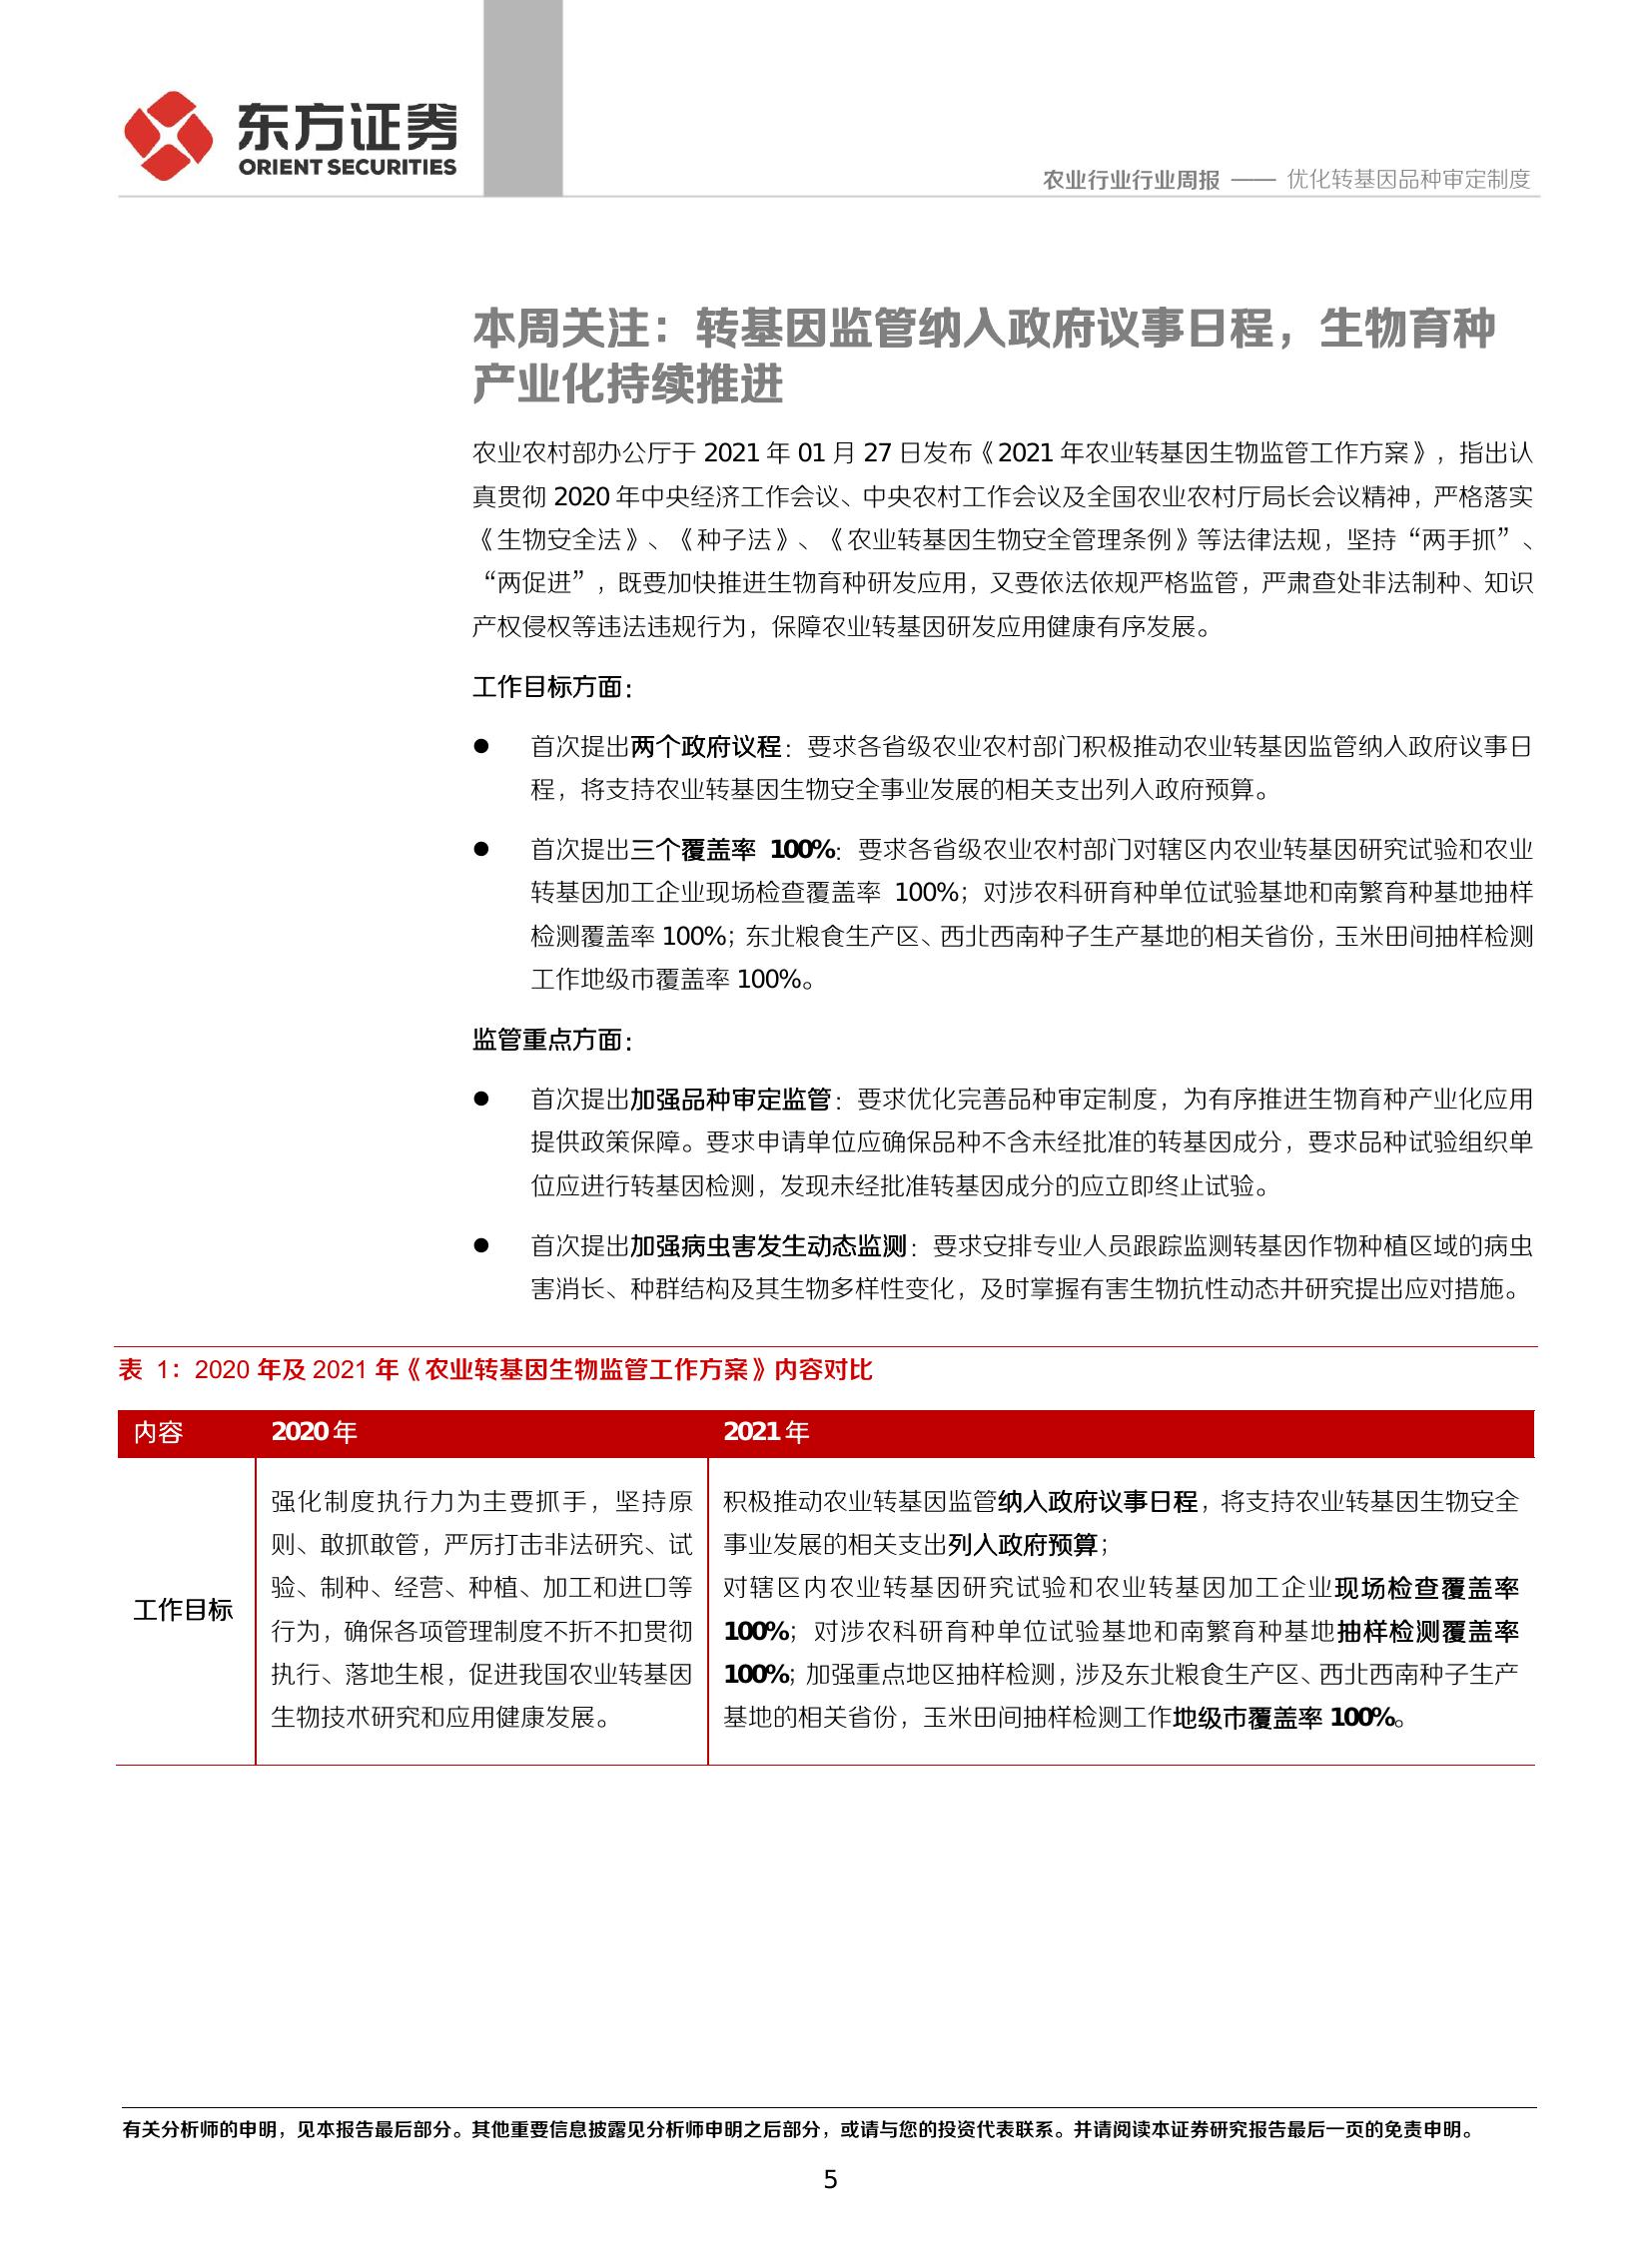 东方证券
ORIENT SECURITIES
农业行业行业周报 —— 优化转基因品种审定制度
本周关注：转基因监管纳入政府议事日程，生物育种
产业化持续推进
农业农村部办公厅于 2021 年 01 月 27 日发布《2021 年农业转基因生物监管工作方案》，指出认
真贯彻 2020 年中央经济工作会议、中央农村工作会议及全国农业农村厅局长会议精神，严格落实
《生物安全法》、《种子法》、《农业转基因生物安全管理条例》等法律法规，坚持“两手抓”、
“两促进”，既要加快推进生物育种研发应用，又要依法依规严格监管，严肃查处非法制种、知识
产权侵权等违法违规行为，保障农业转基因研发应用健康有序发展。
工作目标方面：
● 首次提出两个政府议程：要求各省级农业农村部门积极推动农业转基因监管纳入政府议事日
程，将支持农业转基因生物安全事业发展的相关支出列入政府预算。
● 首次提出三个覆盖率 100%：要求各省级农业农村部门对辖区内农业转基因研究试验和农业
转基因加工企业现场检查覆盖率 100%；对涉农科研育种单位试验基地和南繁育种基地抽样
检测覆盖率 100%；东北粮食生产区、西北西南种子生产基地的相关省份，玉米田间抽样检测
工作地级市覆盖率 100%。
监管重点方面：
● 首次提出加强品种审定监管：要求优化完善品种审定制度，为有序推进生物育种产业化应用
提供政策保障。要求申请单位应确保品种不含未经批准的转基因成分，要求品种试验组织单
位应进行转基因检测，发现未经批准转基因成分的应立即终止试验。
● 首次提出加强病虫害发生动态监测：要求安排专业人员跟踪监测转基因作物种植区域的病虫
害消长、种群结构及其生物多样性变化，及时掌握有害生物抗性动态并研究提出应对措施。
表 1：2020 年及 2021 年《农业转基因生物监管工作方案》内容对比
内容 2020 年 2021 年
工作目标
强化制度执行力为主要抓手，坚持原
则、敢抓敢管，严厉打击非法研究、试
验、制种、经营、种植、加工和进口等
行为，确保各项管理制度不折不扣贯彻
执行、落地生根，促进我国农业转基因
生物技术研究和应用健康发展。
积极推动农业转基因监管纳入政府议事日程，将支持农业转基因生物安全
事业发展的相关支出列入政府预算；
对辖区内农业转基因研究试验和农业转基因加工企业现场检查覆盖率
100%；对涉农科研育种单位试验基地和南繁育种基地抽样检测覆盖率
100%；加强重点地区抽样检测，涉及东北粮食生产区、西北西南种子生产
基地的相关省份，玉米田间抽样检测工作地级市覆盖率 100%。
有关分析师的申明，见本报告最后部分。其他重要信息披露见分析师申明之后部分，或请与您的投资代表联系。并请阅读本证券研究报告最后一页的免责申明。
5